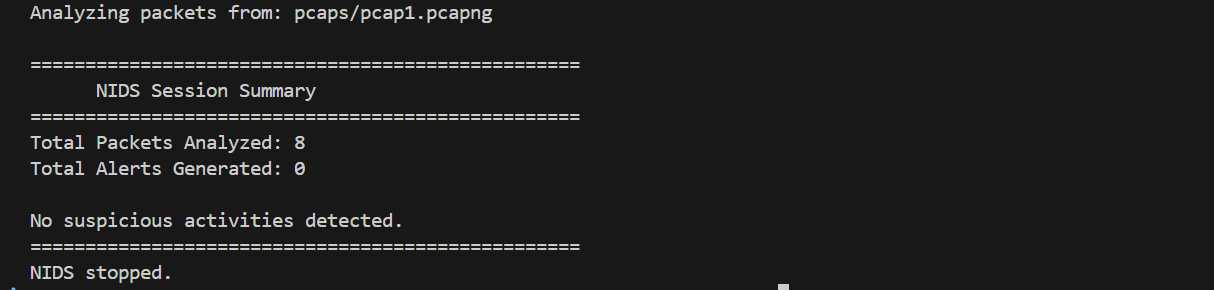 Analyzing packets from: pcaps/pcap1.pcapng
==================================================
NIDS Session Summary
==================================================
Total Packets Analyzed: 8
Total Alerts Generated: 0
No suspicious activities detected.
==================================================
NIDS stopped.